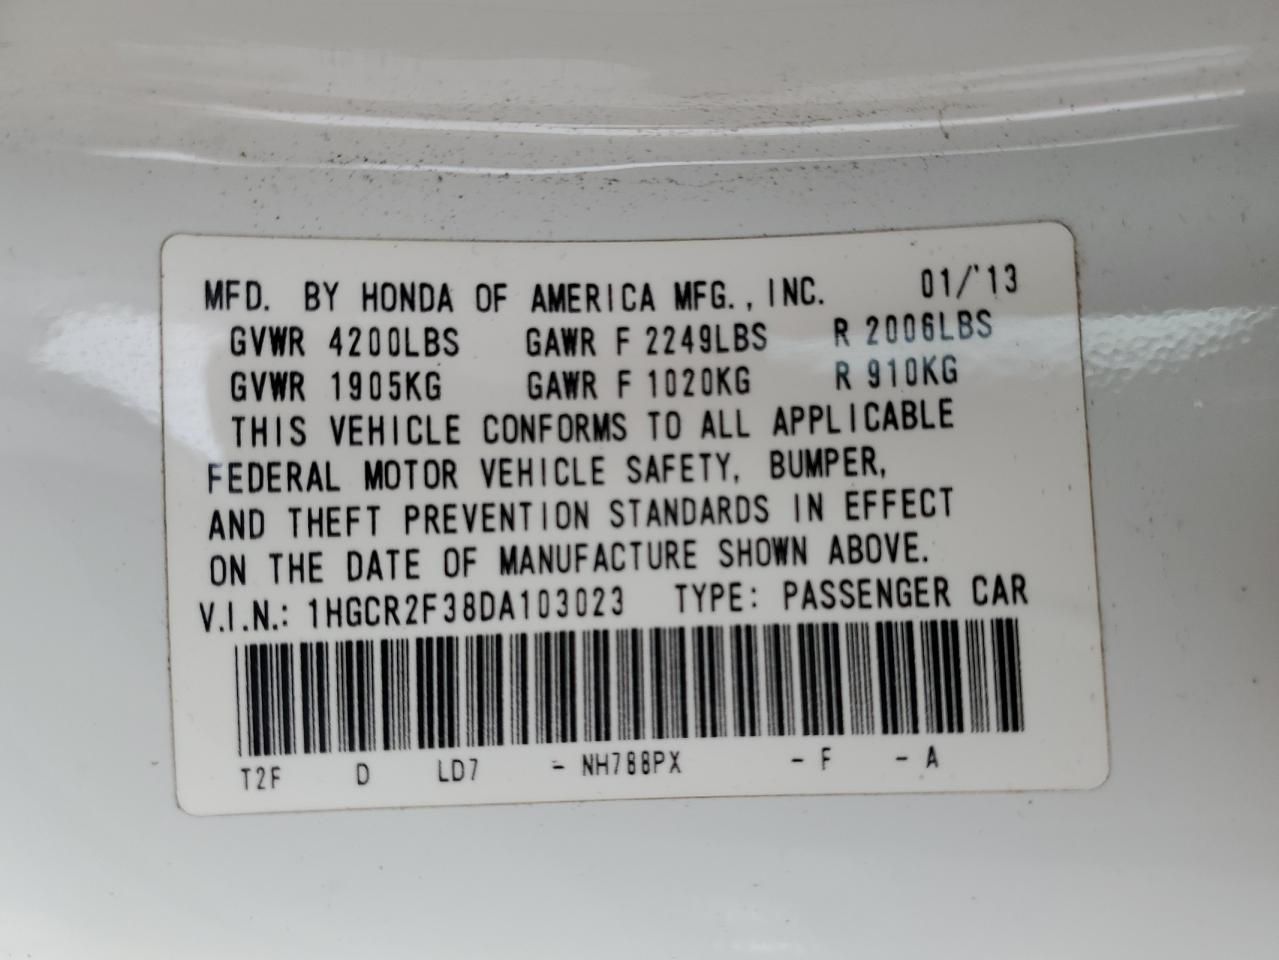 MFD. BY HONDA OF AMERICA MFG., INC. 01/'13
GVWR 4200LBS GAWR F 2249LBS R 2006LBS
GVWR 1905KG GAWR F 1020KG R 910KG
THIS VEHICLE CONFORMS TO ALL APPLICABLE
FEDERAL MOTOR VEHICLE SAFETY, BUMPER,
AND THEFT PREVENTION STANDARDS IN EFFECT
ON THE DATE OF MANUFACTURE SHOWN ABOVE.
V.I.N.: 1HGCR2F38DA103023 TYPE: PASSENGER CAR
T2F D LD7 - NH788PX - F - A